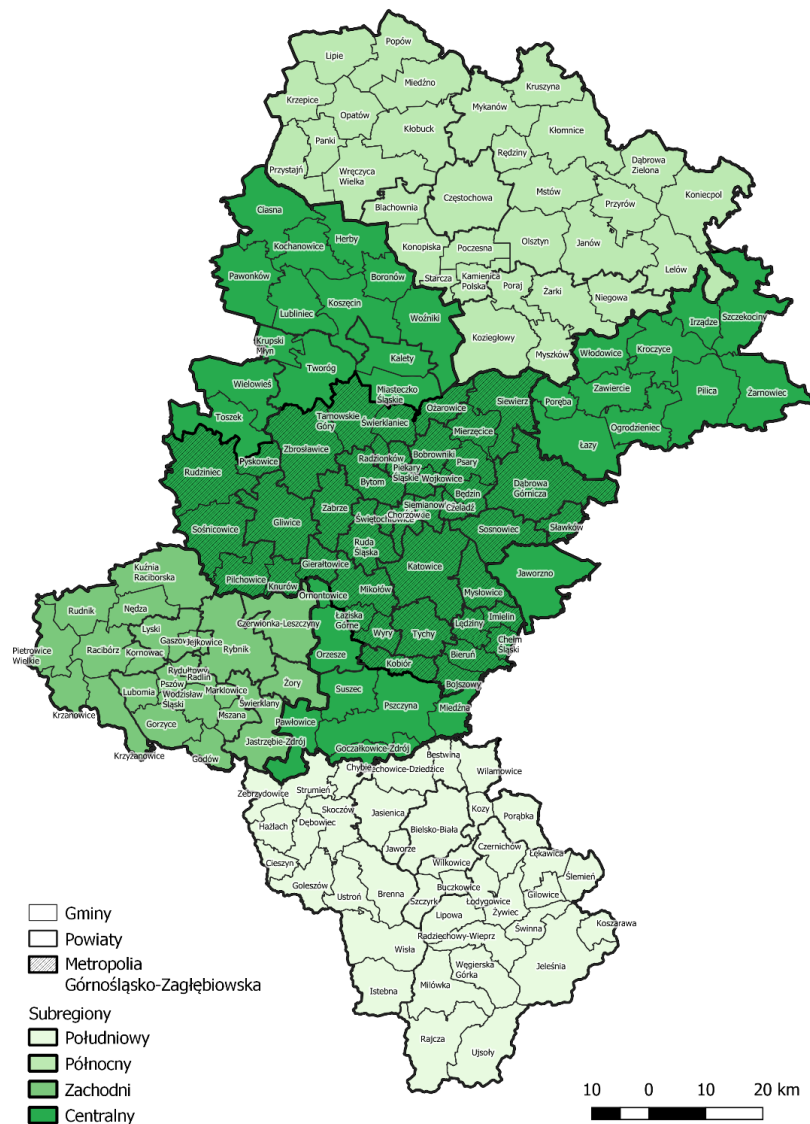 Popów
Lipie
Miedźno
Kruszyna
Krzepice
Mykanów
Opatów
Kłobuck
Kłomnice
Panki
Rędziny
Dąbrowa
Zielona
Przystajń
Wręczyca
Wielka
Mstów
Koniecpol
Częstochowa
Przyrów
Blachownia
Ciasna
Herby
Olsztyn
Janów
Kochanowice
Konopiska
Poczesna
Lelów
Pawonków
Boronów
Starcza
Kamienica
Polska
Poraj
Żarki
Niegowa
Koszęcin
Lubliniec
Woźniki
Irządze
Szczekociny
Krupski
Młyn
Koziegłowy
Myszków
Włodowice
Kroczyce
Tworóg
Kalety
Wielowieś
Miasteczko
Śląskie
Siewierz
Zawiercie
Pilica
Żarnowiec
Toszek
Tarnowskie
Góry
Świerklaniec
Ożarowice
Poręba
Ogrodzieniec
Mierzęcice
Łazy
Zbrosławice
Bobrowniki
Radzionków
Psary
Pyskowice
Piekary
Śląskie
Wojkowice
Rudziniec
Bytom
Dąbrowa
Górnicza
Będzin
Zabrze
Siemianowice
Czeladź
Chorzów
Świętochłowice
Gliwice
Sośnicowice
Sosnowiec
Sławków
Ruda
Śląska
Gierałtowice
Katowice
Jaworzno
Kuźnia
Raciborska
Pilchowice
Knurów
Mikołów
Mysłowice
Ornontowice
Rudnik
Nędza
Łaziska
Górne
Lędziny
Imielin
Czerwionka-Leszczyny
Lyski
Wyry
Tychy
Chełm
Śląski
Pietrowice
Wielkie
Racibórz
Kornowac
Gaszow
Jejkowice
Rybnik
Orzesze
Bieruń
Kobiór
Rydułtowy
Radlin
Pszów
Wodzisław
Śląski
Marklowice
Żory
Suszec
Bojszowy
Lubomia
Świerklany
Pszczyna
Miedźna
Krzanowice
Gorzyce
Mszana
Pawłowice
Jastrzębie-Zdrój
Goczałkowice-Zdrój
Krzyżanowice
Godów
Bestwina
Chybie
echowice-Dziedzice
Wilamowice
Zebrzydowice
Strumień
Skoczów
Jasienica
Kozy
Porąbka
Hażlach
Dębowiec
Bielsko-Biała
Czernichów
Jaworze
Łękawica
Cieszyn
Wilkowice
Ślemień
Goleszów
Ustroń
Brenna
Buczkowice
Gilowice
Szczyrk
Łodygowice
Lipowa
Żywiec
Koszarawa
Radziechowy-Wieprz
Świnna
Wisła
Węgierska
Górka
Jeleśnia
Istebna
Milówka
Rajcza
Ujsoły
Gminy
Powiaty
Metropolia
Górnośląsko-Zagłębiowska
Subregiony
Południowy
Północny
Zachodni
Centralny
10 0 10 20 km